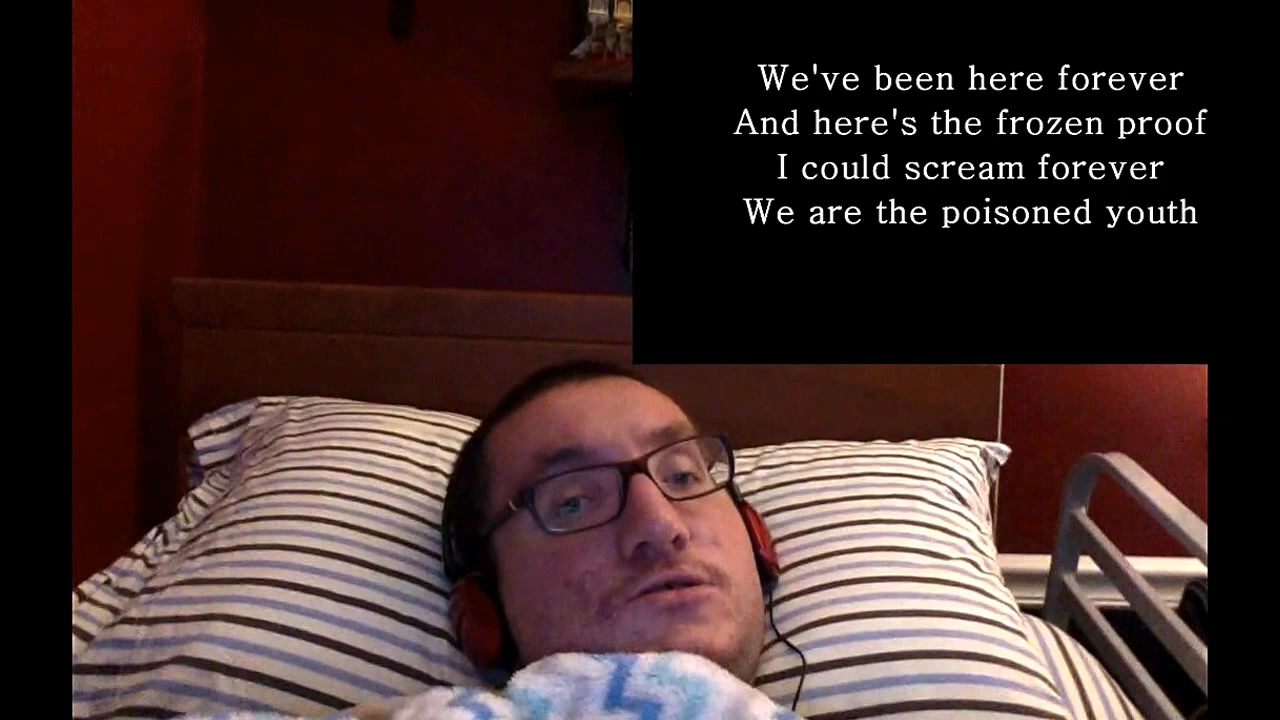 We've been here forever
And here's the frozen proof
I could scream forever
We are the poisoned youth